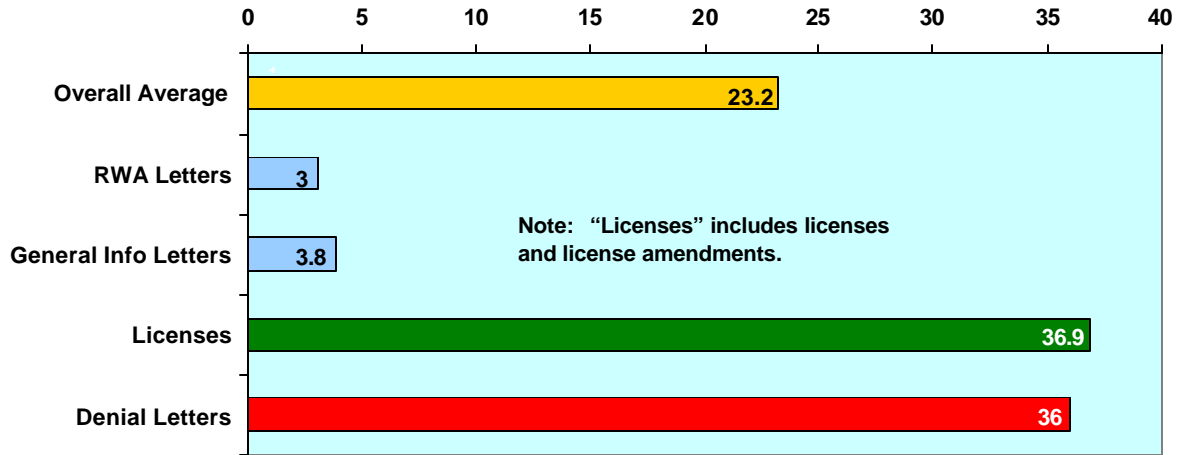 0 5 10 15 20 25 30 35 40
Overall Average 23.2
RWA Letters 3
Note: “Licenses” includes licenses
General Info Letters 3.8
and license amendments.
Licenses 36.9
Denial Letters 36